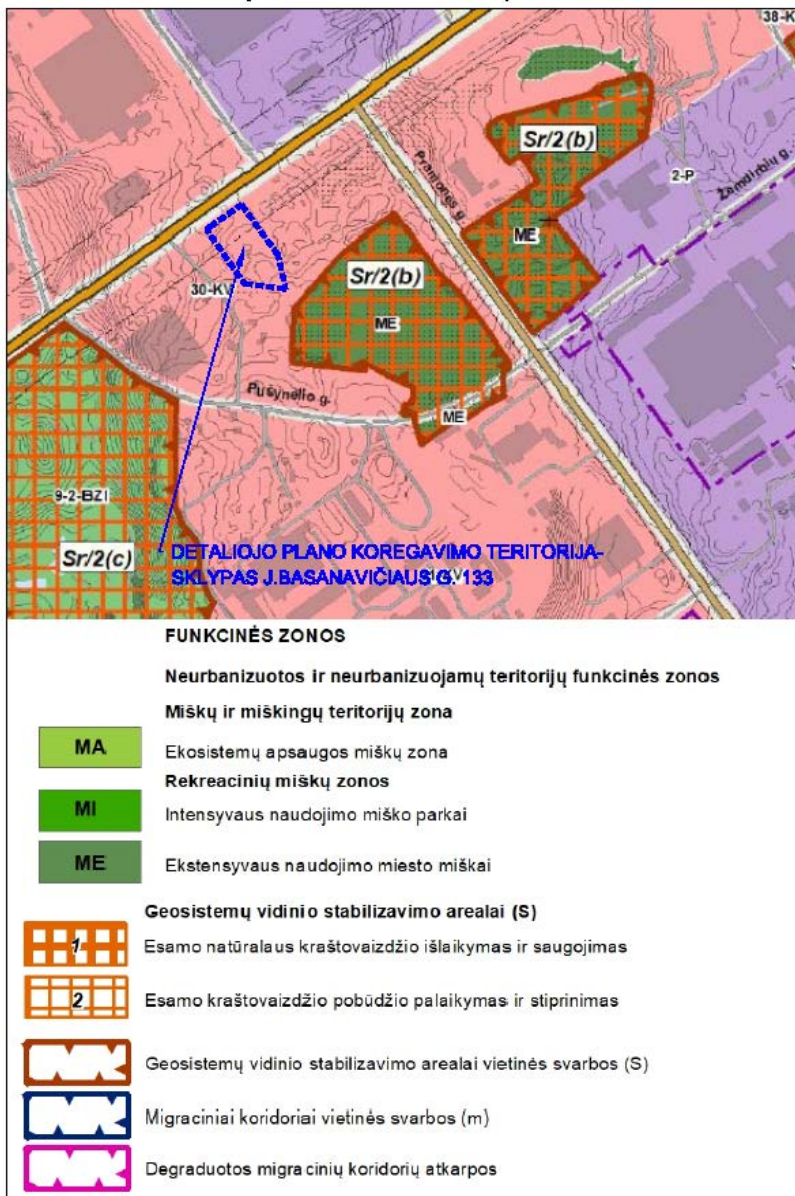 38-K
Sr/2(b)
Pramonės g.
2-P
Žemdirbių g.
ME
Sr/2(b)
30-KV
ME
Pušynėlio g.
ME
9-2-BZI
Sr/2(c)
DETALIOJO PLANO KOREGAVIMO TERITORIJA-
SKLYPAS J.BASANAVIČIAUS G. 133
FUNKCINĖS ZONOS
Neurbanizuotos ir neurbanizuojamų teritorijų funkcinės zonos
Miškų ir miškingų teritorijų zona
MA
Ekosistemų apsaugos miškų zona
Rekreacinių miškų zonos
MI
Intensyvaus naudojimo miško parkai
ME
Ekstensyvaus naudojimo miesto miškai
Geosistemų vidinio stabilizavimo arealai (S)
1
Esamo natūralaus kraštovaizdžio išlaikymas ir saugojimas
2
Esamo kraštovaizdžio pobūdžio palaikymas ir stiprinimas
Geosistemų vidinio stabilizavimo arealai vietinės svarbos (S)
Migraciniai koridoriai vietinės svarbos (m)
Degraduotos migracinių koridorių atkarpos